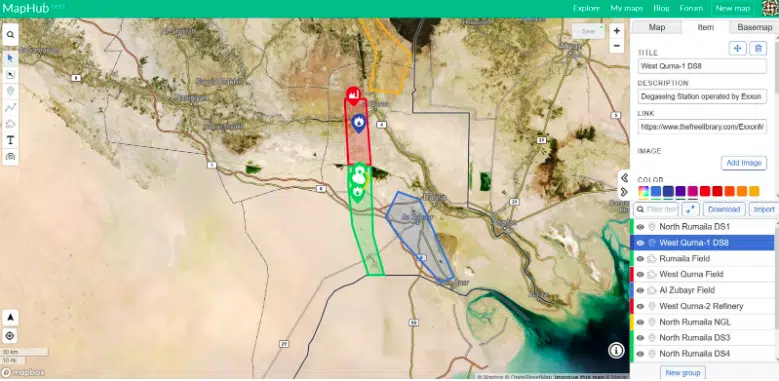 MapHub beta
Explore My maps Blog Forum New map
Map Item Basemap
Save
TITLE
West Qurna-1 DS8
DESCRIPTION
Degassing Station operated by Exxon
LINK
https://www.thefreelibrary.com/ExxonM
IMAGE
Add Image
COLOR
Filter item
Download Import
North Rumaila DS1
West Qurna-1 DS8
Rumaila Field
West Qurna Field
Al Zubayr Field
West Qurna-2 Refinery
North Rumaila NGL
North Rumaila DS3
North Rumaila DS4
New group
Basra
30 km
10 mi
mapbox
© Mapbox © OpenStreetMap Improve this map